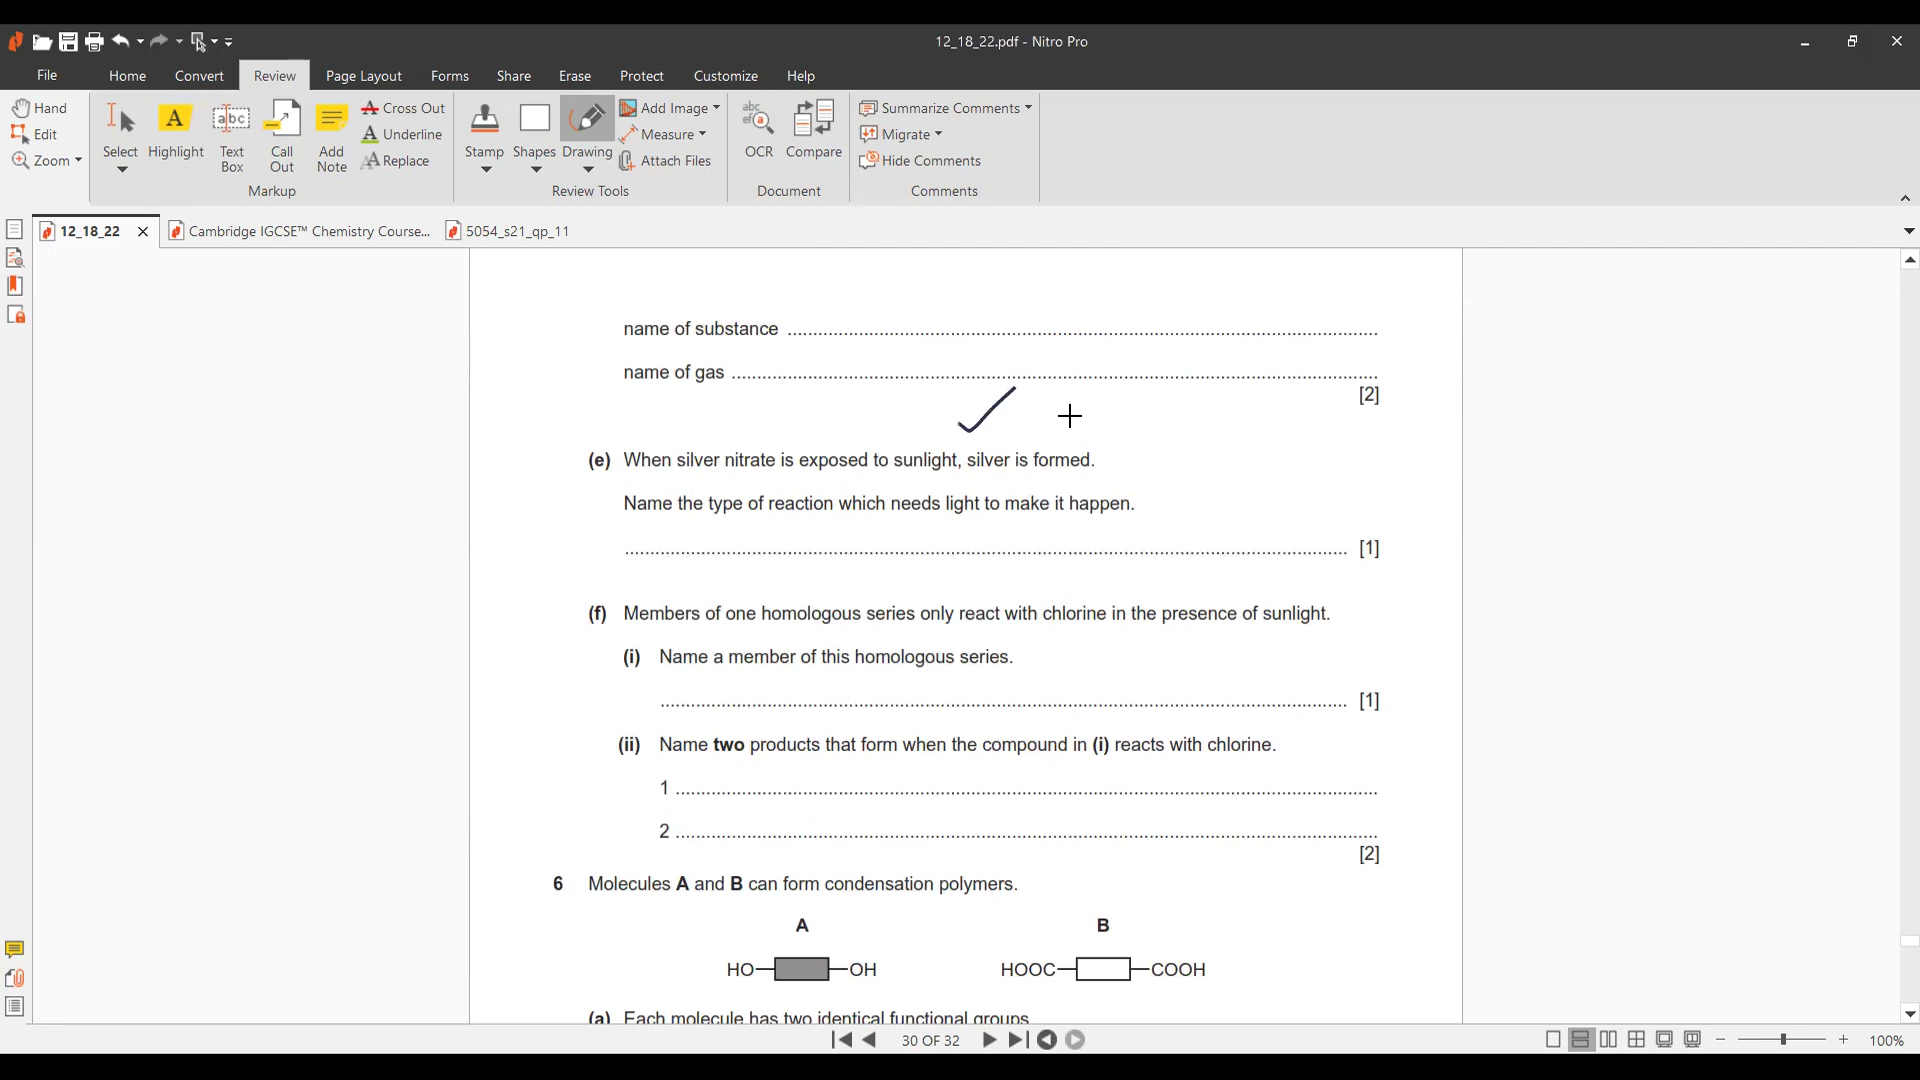 12_18_22.pdf - Nitro Pro
File Home Convert Review Page Layout Forms Share Erase Protect Customize Help
Hand
Edit
Zoom
Select
Highlight
Text Box
Call Out
Add Note
Cross Out
Underline
Replace
Markup
Stamp
Shapes
Drawing
Add Image
Measure
Attach Files
Review Tools
OCR
Compare
Document
Summarize Comments
Migrate
Hide Comments
Comments
12_18_22 Cambridge IGCSE™ Chemistry Course... 5054_s21_qp_11
name of substance ................................................................
name of gas ................................................................
[2]
(e) When silver nitrate is exposed to sunlight, silver is formed.
Name the type of reaction which needs light to make it happen.
................................................................ [1]
(f) Members of one homologous series only react with chlorine in the presence of sunlight.
(i) Name a member of this homologous series.
................................................................ [1]
(ii) Name two products that form when the compound in (i) reacts with chlorine.
1 ................................................................
2 ................................................................
[2]
6 Molecules A and B can form condensation polymers.
A B
HO OH HOOC COOH
(a) Each molecule has two identical functional groups.
30 OF 32
100%